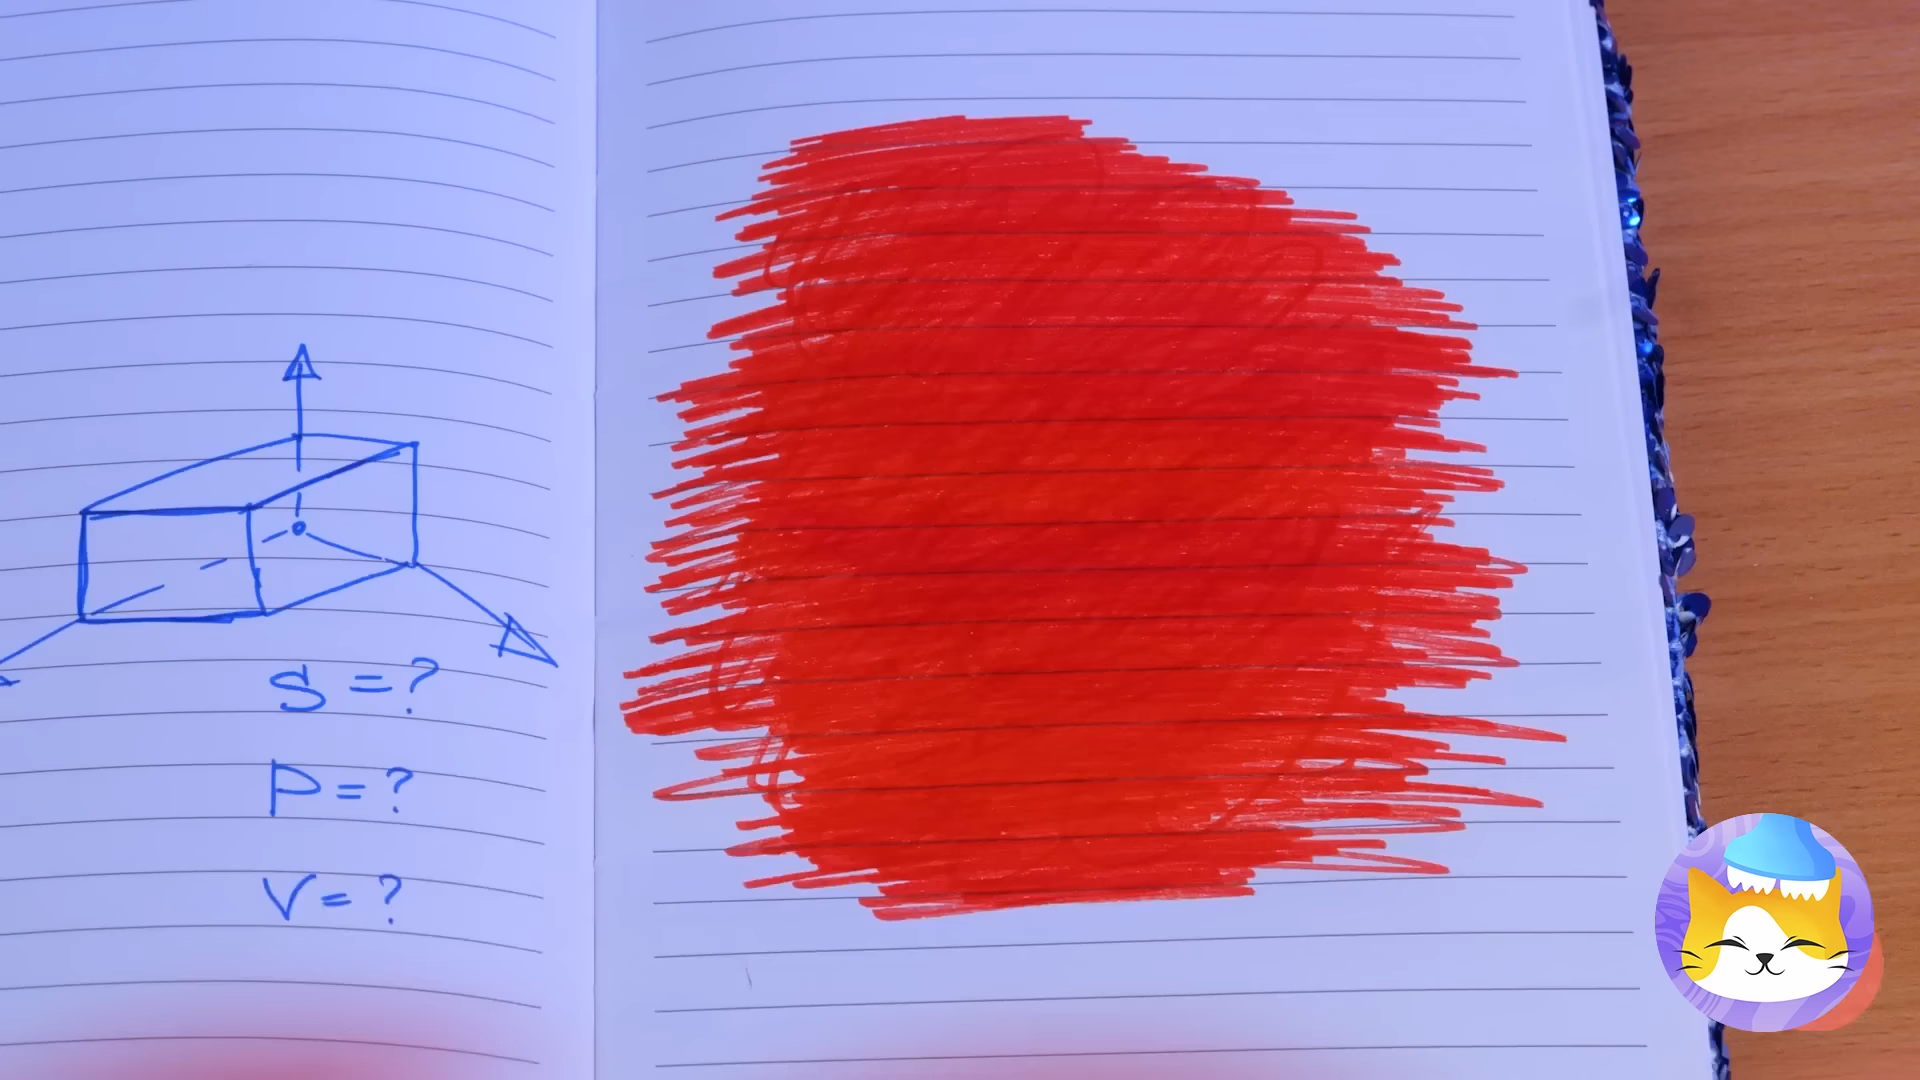 S = ?
P = ?
V = ?